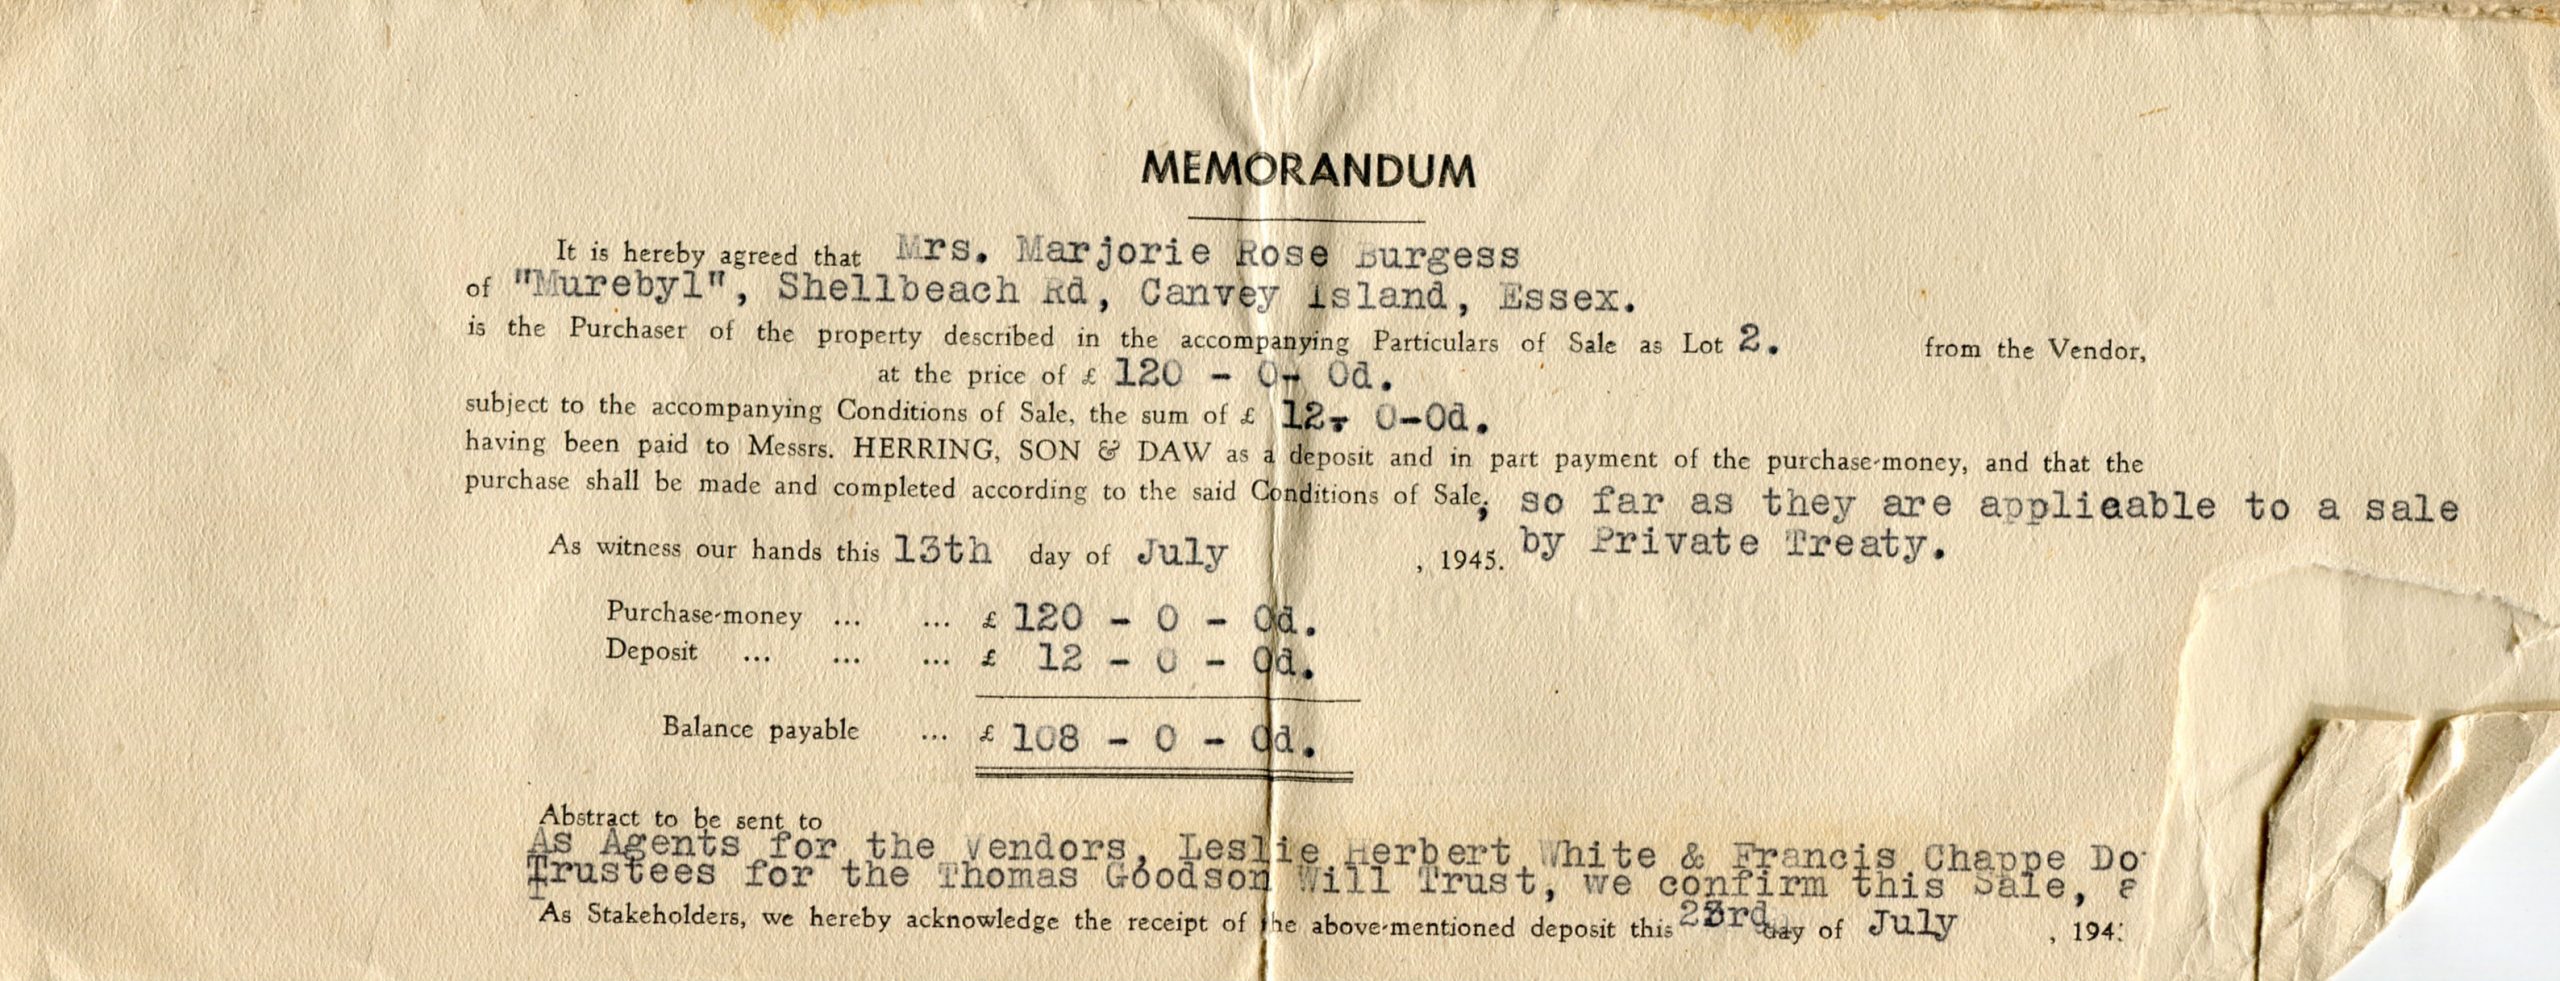 MEMORANDUM
It is hereby agreed that Mrs. Marjorie Rose Burgess
of "Murebyl", Shellbeach Rd, Canvey Island, Essex.
is the Purchaser of the property described in the accompanying Particulars of Sale as Lot 2. from the Vendor,
at the price of £ 120 - 0- 0d.
subject to the accompanying Conditions of Sale, the sum of £ 12- 0-0d.
having been paid to Messrs. HERRING, SON & DAW as a deposit and in part payment of the purchase-money, and that the
purchase shall be made and completed according to the said Conditions of Sale; so far as they are applicable to a sale
by Private Treaty.
As witness our hands this 13th day of July , 1945.
Purchase-money ... ... £ 120 - 0 - 0d.
Deposit ... ... ... £ 12 - 0 - 0d.
Balance payable ... £ 108 - 0 - 0d.
Abstract to be sent to
As Agents for the Vendors, Leslie Herbert White & Francis Chappe
Trustees for the Thomas Goodson Will Trust, we confirm this Sale,
As Stakeholders, we hereby acknowledge the receipt of the above-mentioned deposit this 23rd day of July , 194